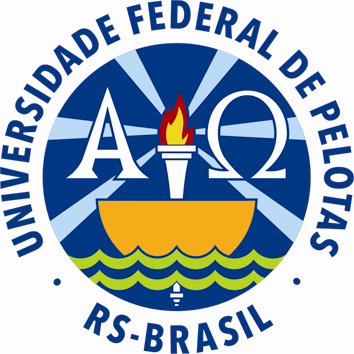 UNIVERSIDADE FEDERAL DE PELOTAS
Α Ω
· RS-BRASIL ·